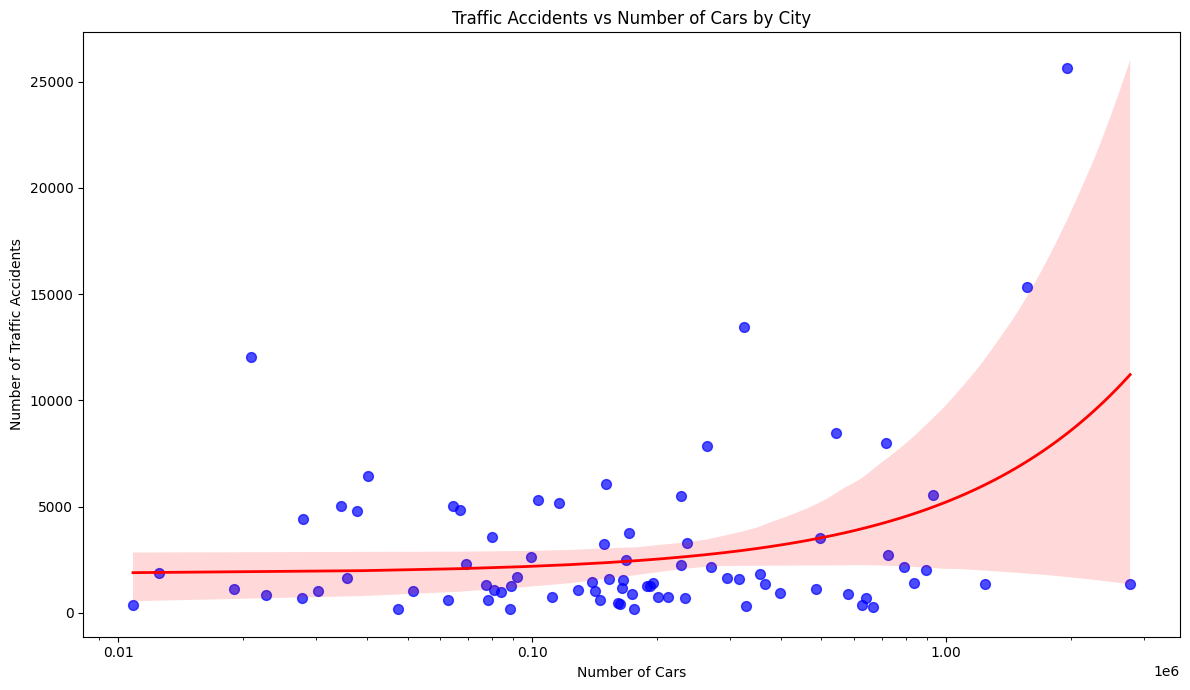 Traffic Accidents vs Number of Cars by City
Number of Traffic Accidents
25000
20000
15000
10000
5000
0
0.01 0.10 1.00
1e6
Number of Cars